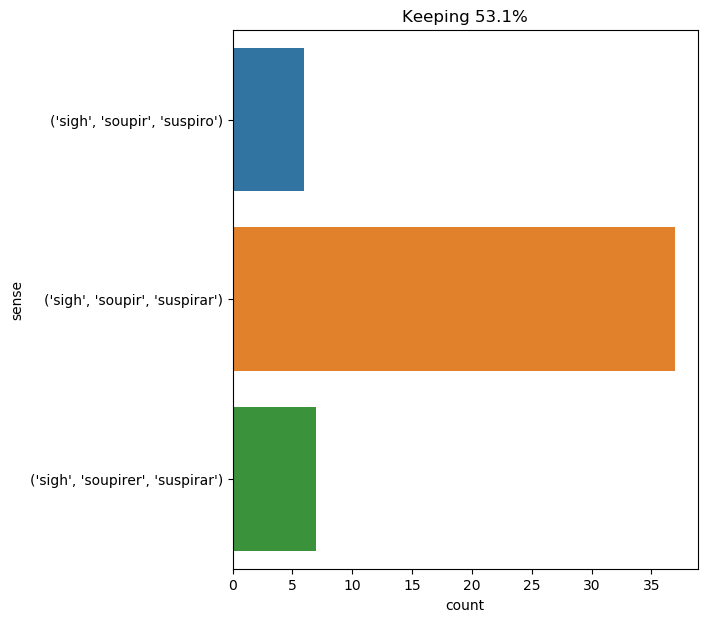 Keeping 53.1%
('sigh', 'soupir', 'suspiro')
('sigh', 'soupir', 'suspirar')
('sigh', 'soupirer', 'suspirar')
sense
0 5 10 15 20 25 30 35
count